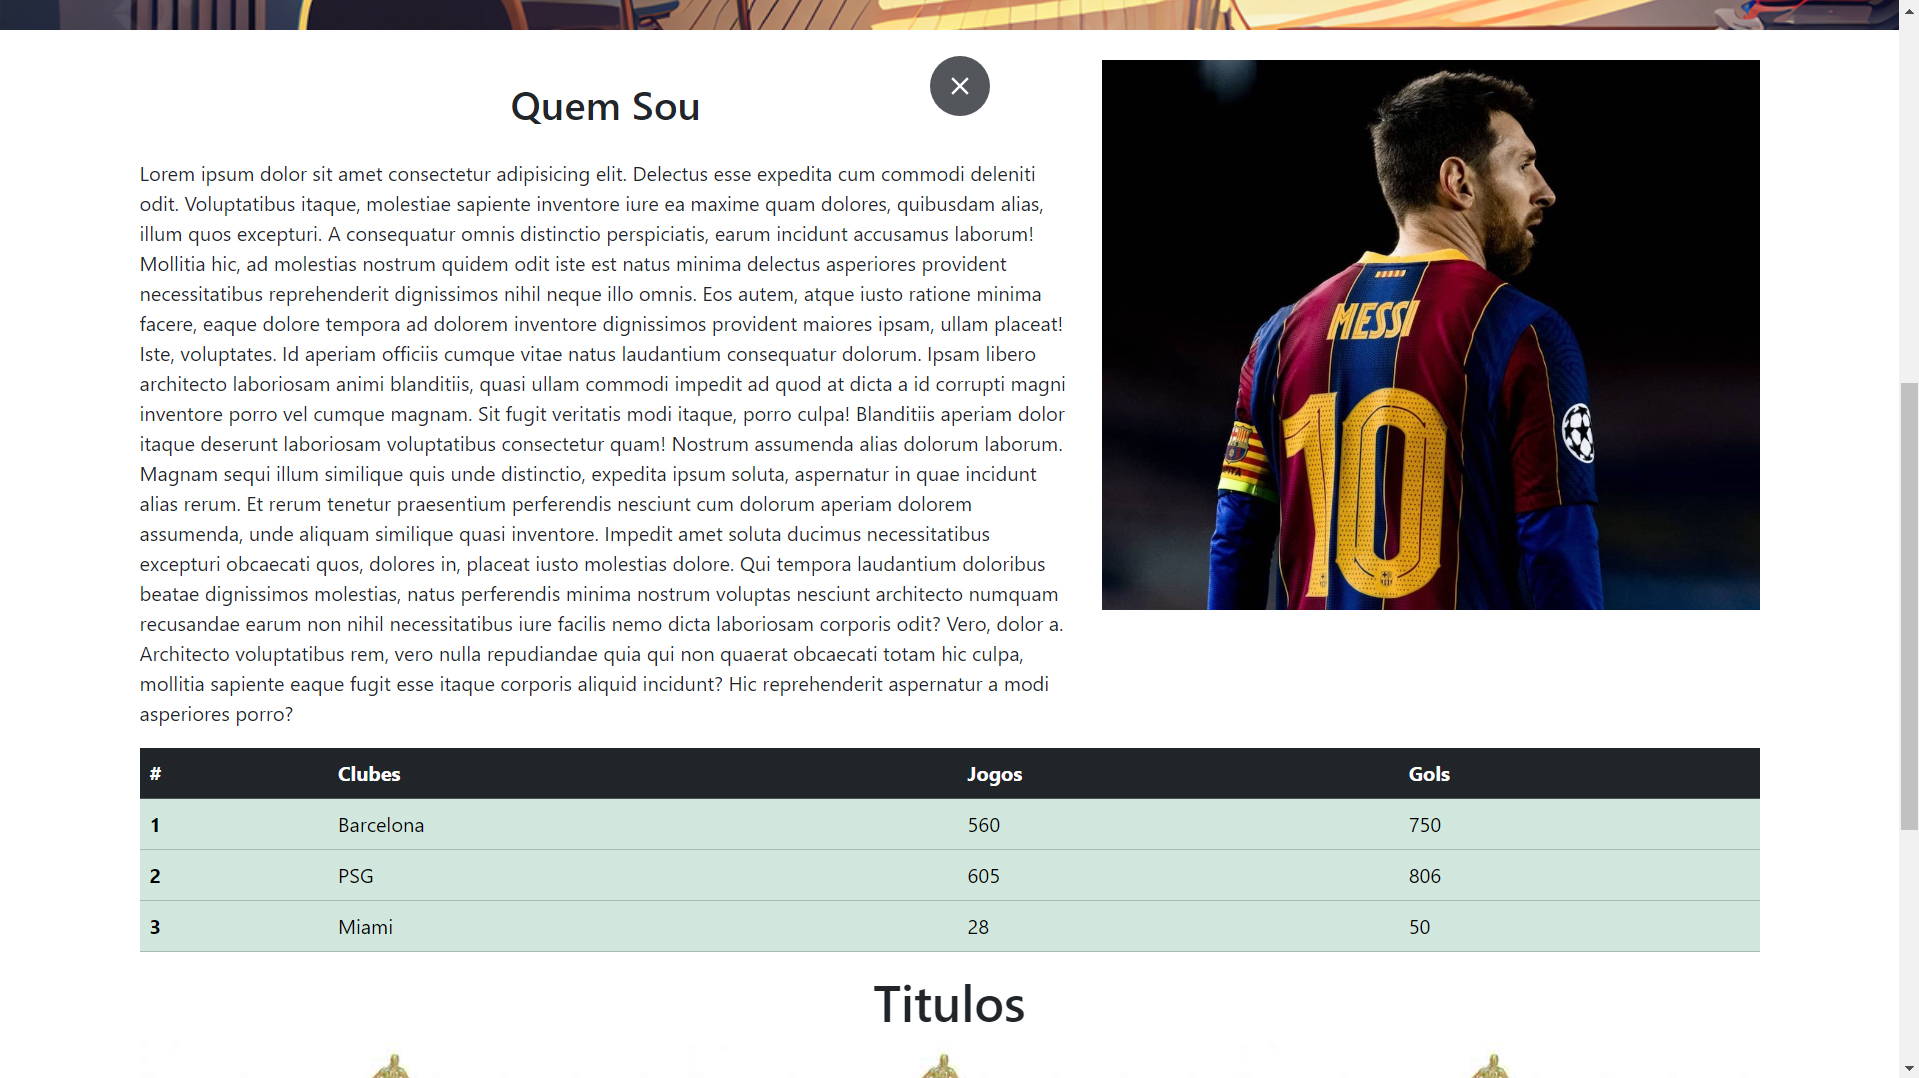 Quem Sou
Lorem ipsum dolor sit amet consectetur adipisicing elit. Delectus esse expedita cum commodi deleniti
odit. Voluptatibus itaque, molestiae sapiente inventore iure ea maxime quam dolores, quibusdam alias,
illum quos excepturi. A consequatur omnis distinctio perspiciatis, earum incidunt accusamus laborum!
Mollitia hic, ad molestias nostrum quidem odit iste est natus minima delectus asperiores provident
necessitatibus reprehenderit dignissimos nihil neque illo omnis. Eos autem, atque iusto ratione minima
facere, eaque dolore tempora ad dolorem inventore dignissimos provident maiores ipsam, ullam placeat!
Iste, voluptates. Id aperiam officiis cumque vitae natus laudantium consequatur dolorum. Ipsam libero
architecto laboriosam animi blanditiis, quasi ullam commodi impedit ad quod at dicta a id corrupti magni
inventore porro vel cumque magnam. Sit fugit veritatis modi itaque, porro culpa! Blanditiis aperiam dolor
itaque deserunt laboriosam voluptatibus consectetur quam! Nostrum assumenda alias dolorum laborum.
Magnam sequi illum similique quis unde distinctio, expedita ipsum soluta, aspernatur in quae incidunt
alias rerum. Et rerum tenetur praesentium perferendis nesciunt cum dolorum aperiam dolorem
assumenda, unde aliquam similique quasi inventore. Impedit amet soluta ducimus necessitatibus
excepturi obcaecati quos, dolores in, placeat iusto molestias dolore. Qui tempora laudantium doloribus
beatae dignissimos molestias, natus perferendis minima nostrum voluptas nesciunt architecto numquam
recusandae earum non nihil necessitatibus iure facilis nemo dicta laboriosam corporis odit? Vero, dolor a.
Architecto voluptatibus rem, vero nulla repudiandae quia qui non quaerat obcaecati totam hic culpa,
mollitia sapiente eaque fugit esse itaque corporis aliquid incidunt? Hic reprehenderit aspernatur a modi
asperiores porro?
MESSI
10
# Clubes Jogos Gols
1 Barcelona 560 750
2 PSG 605 806
3 Miami 28 50
Titulos